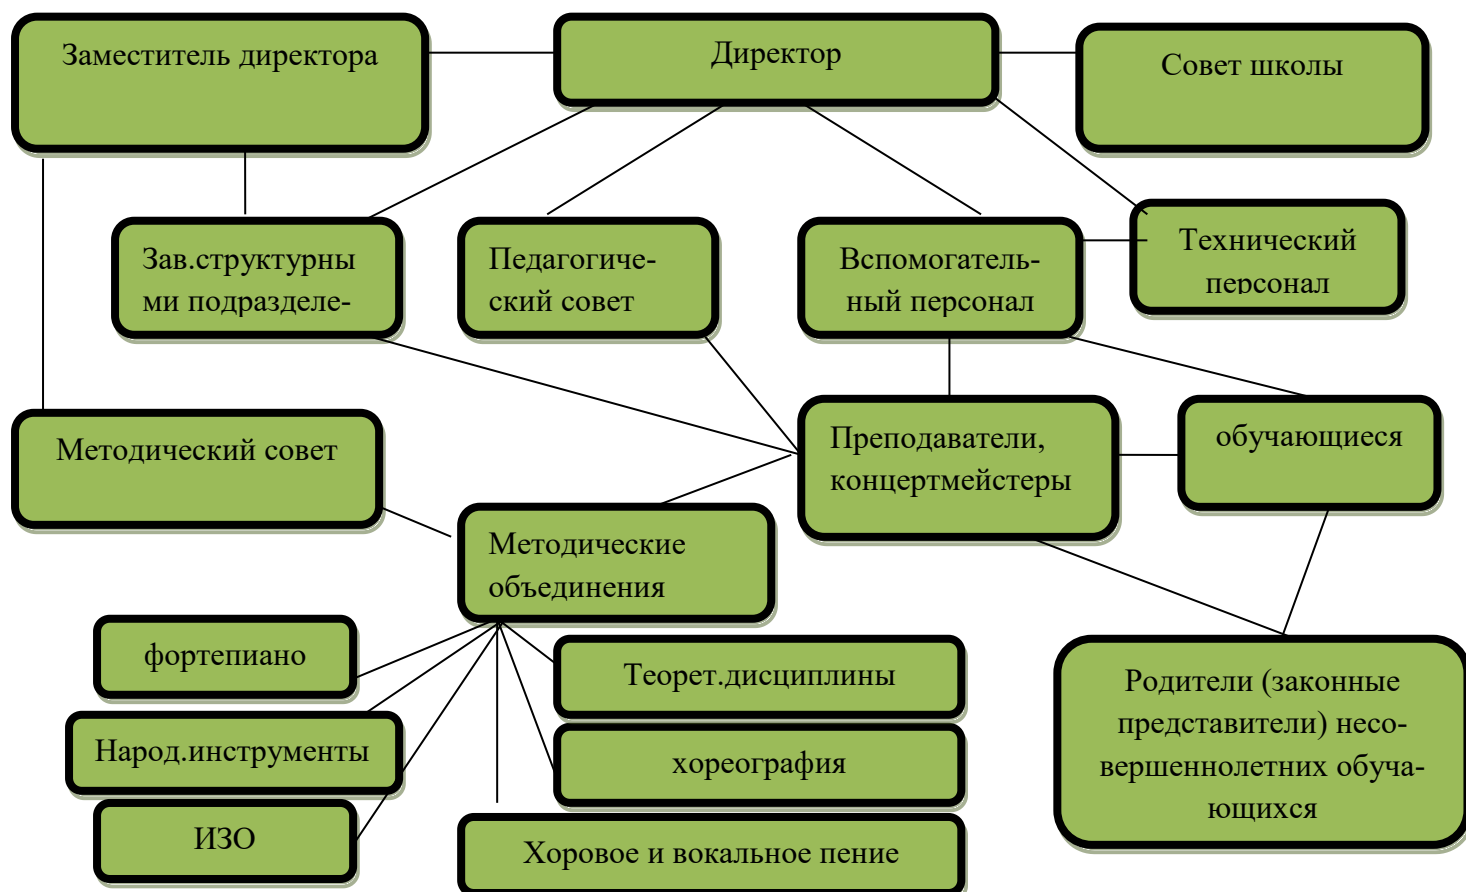 Заместитель директора
Директор
Совет школы
Зав.структурны
ми подразделе-
Педагогиче-
ский совет
Вспомогатель-
ный персонал
Технический
персонал
Методический совет
Преподаватели,
концертмейстеры
обучающиеся
Методические
объединения
фортепиано
Народ.инструменты
ИЗО
Теорет.дисциплины
хореография
Хоровое и вокальное пение
Родители (законные
представители) несо-
вершеннолетних обуча-
ющихся